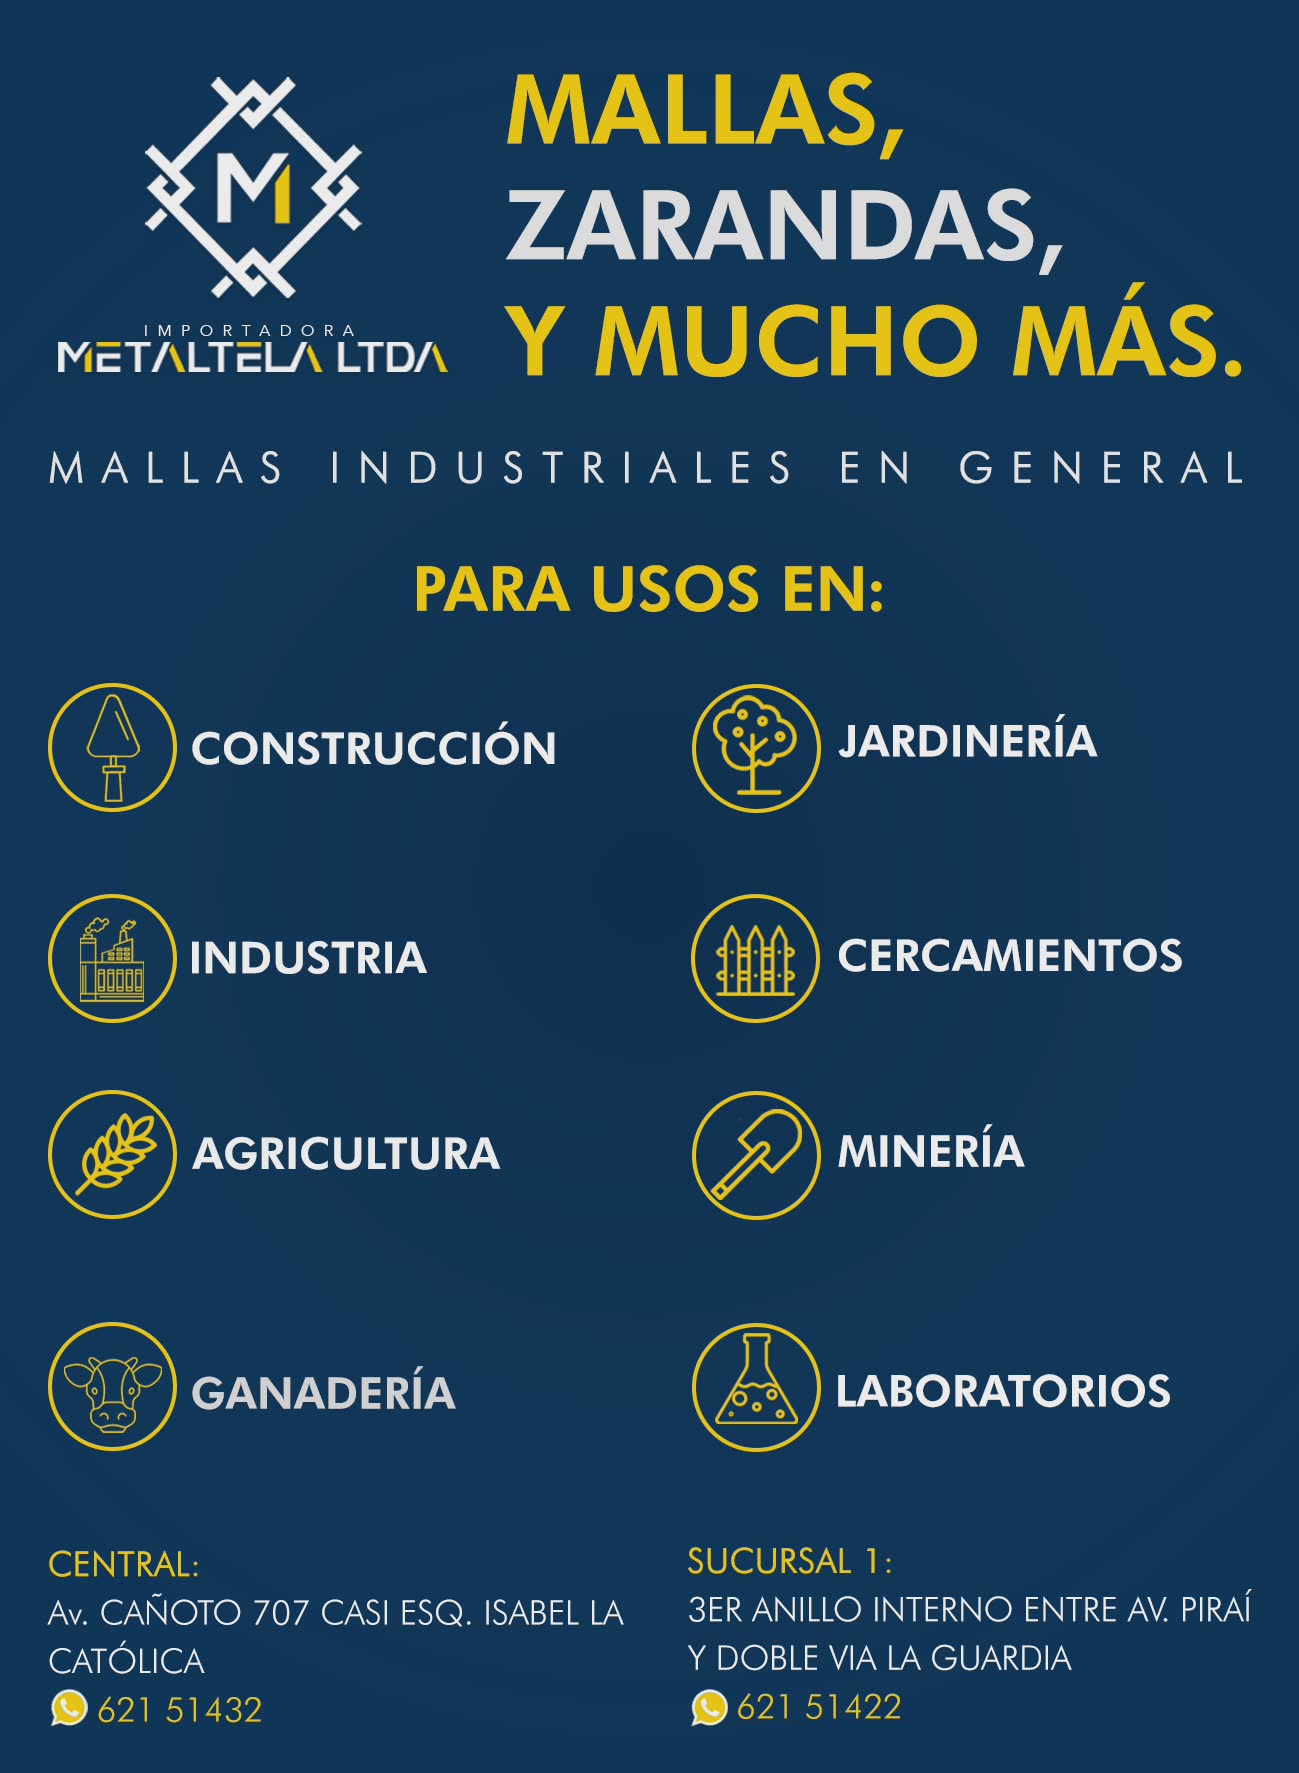 M
IMPORTADORA
METALTELA LTDA
MALLAS,
ZARANDAS,
Y MUCHO MÁS.
MALLAS INDUSTRIALES EN GENERAL
PARA USOS EN:
CONSTRUCCIÓN
JARDINERÍA
INDUSTRIA
CERCAMIENTOS
AGRICULTURA
MINERÍA
GANADERÍA
LABORATORIOS
CENTRAL:
Av. CAÑOTO 707 CASI ESQ. ISABEL LA
CATÓLICA
621 51432
SUCURSAL 1:
3ER ANILLO INTERNO ENTRE AV. PIRAÍ
Y DOBLE VIA LA GUARDIA
621 51422